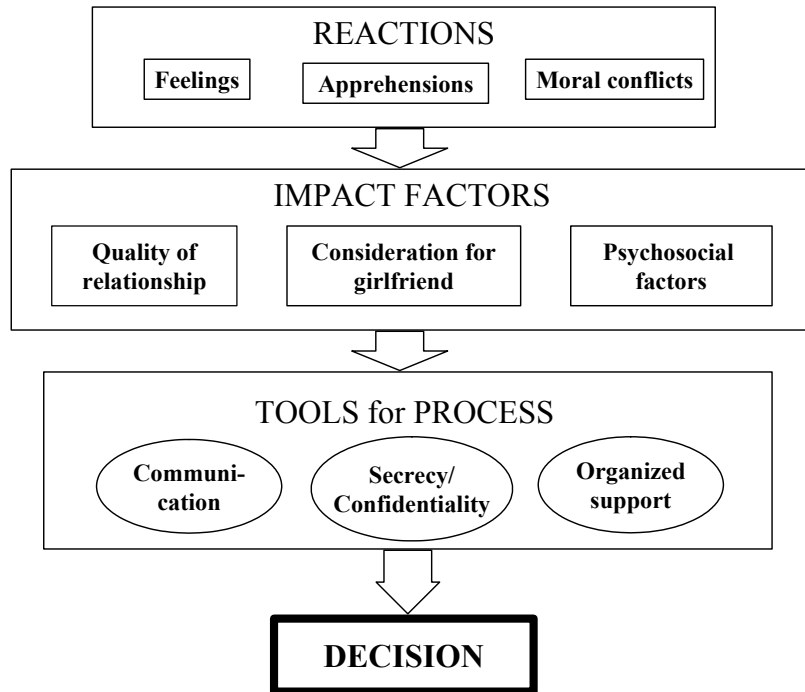 REACTIONS
Feelings
Apprehensions
Moral conflicts
IMPACT FACTORS
Quality of
relationship
Consideration for
girlfriend
Psychosocial
factors
TOOLS for PROCESS
Communi-
cation
Secrecy/
Confidentiality
Organized
support
DECISION